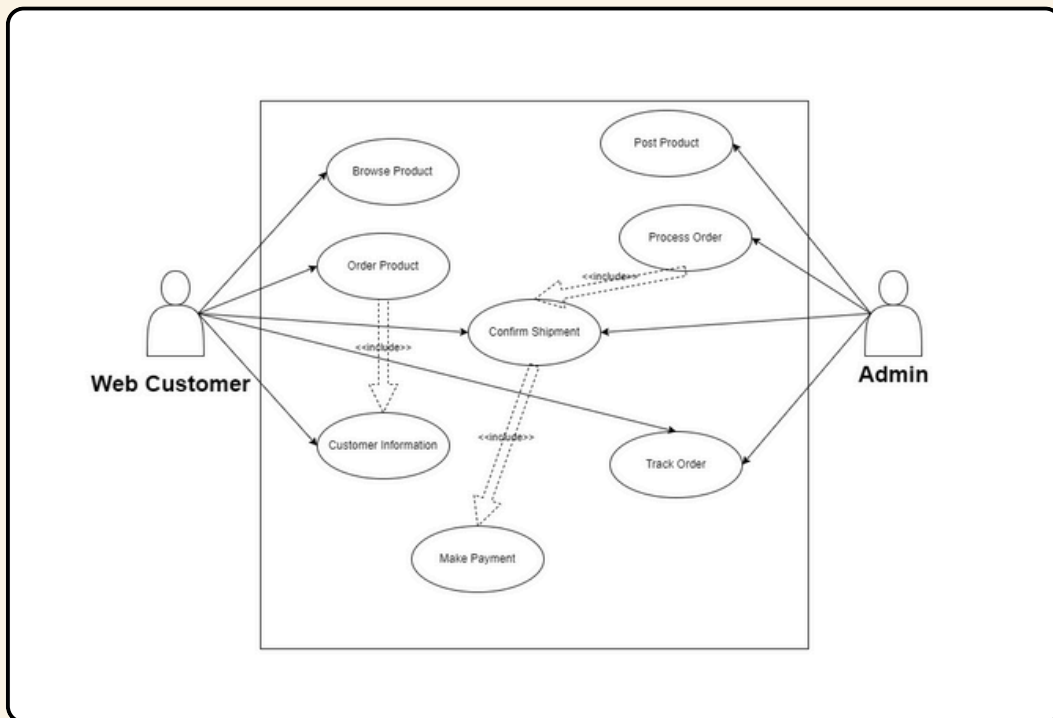 Post Product
Browse Product
Process Order
Order Product
<<include>>
Confirm Shipment
<<include>>
Web Customer
Admin
Customer Information
<<include>>
Track Order
Make Payment